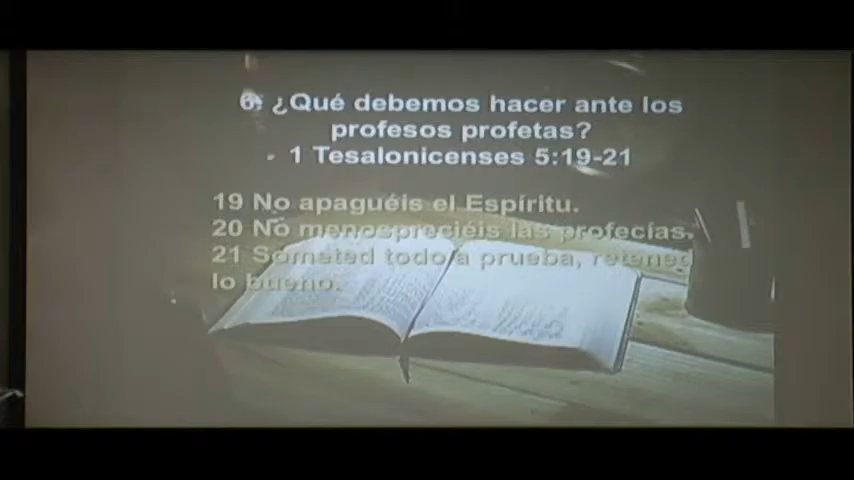 6. ¿Qué debemos hacer ante los
profesos profetas?
- 1 Tesalonicenses 5:19-21
19 No apaguéis el Espíritu.
20 No menospreciéis las profecías.
21 Someted todo a prueba, retened
lo bueno.